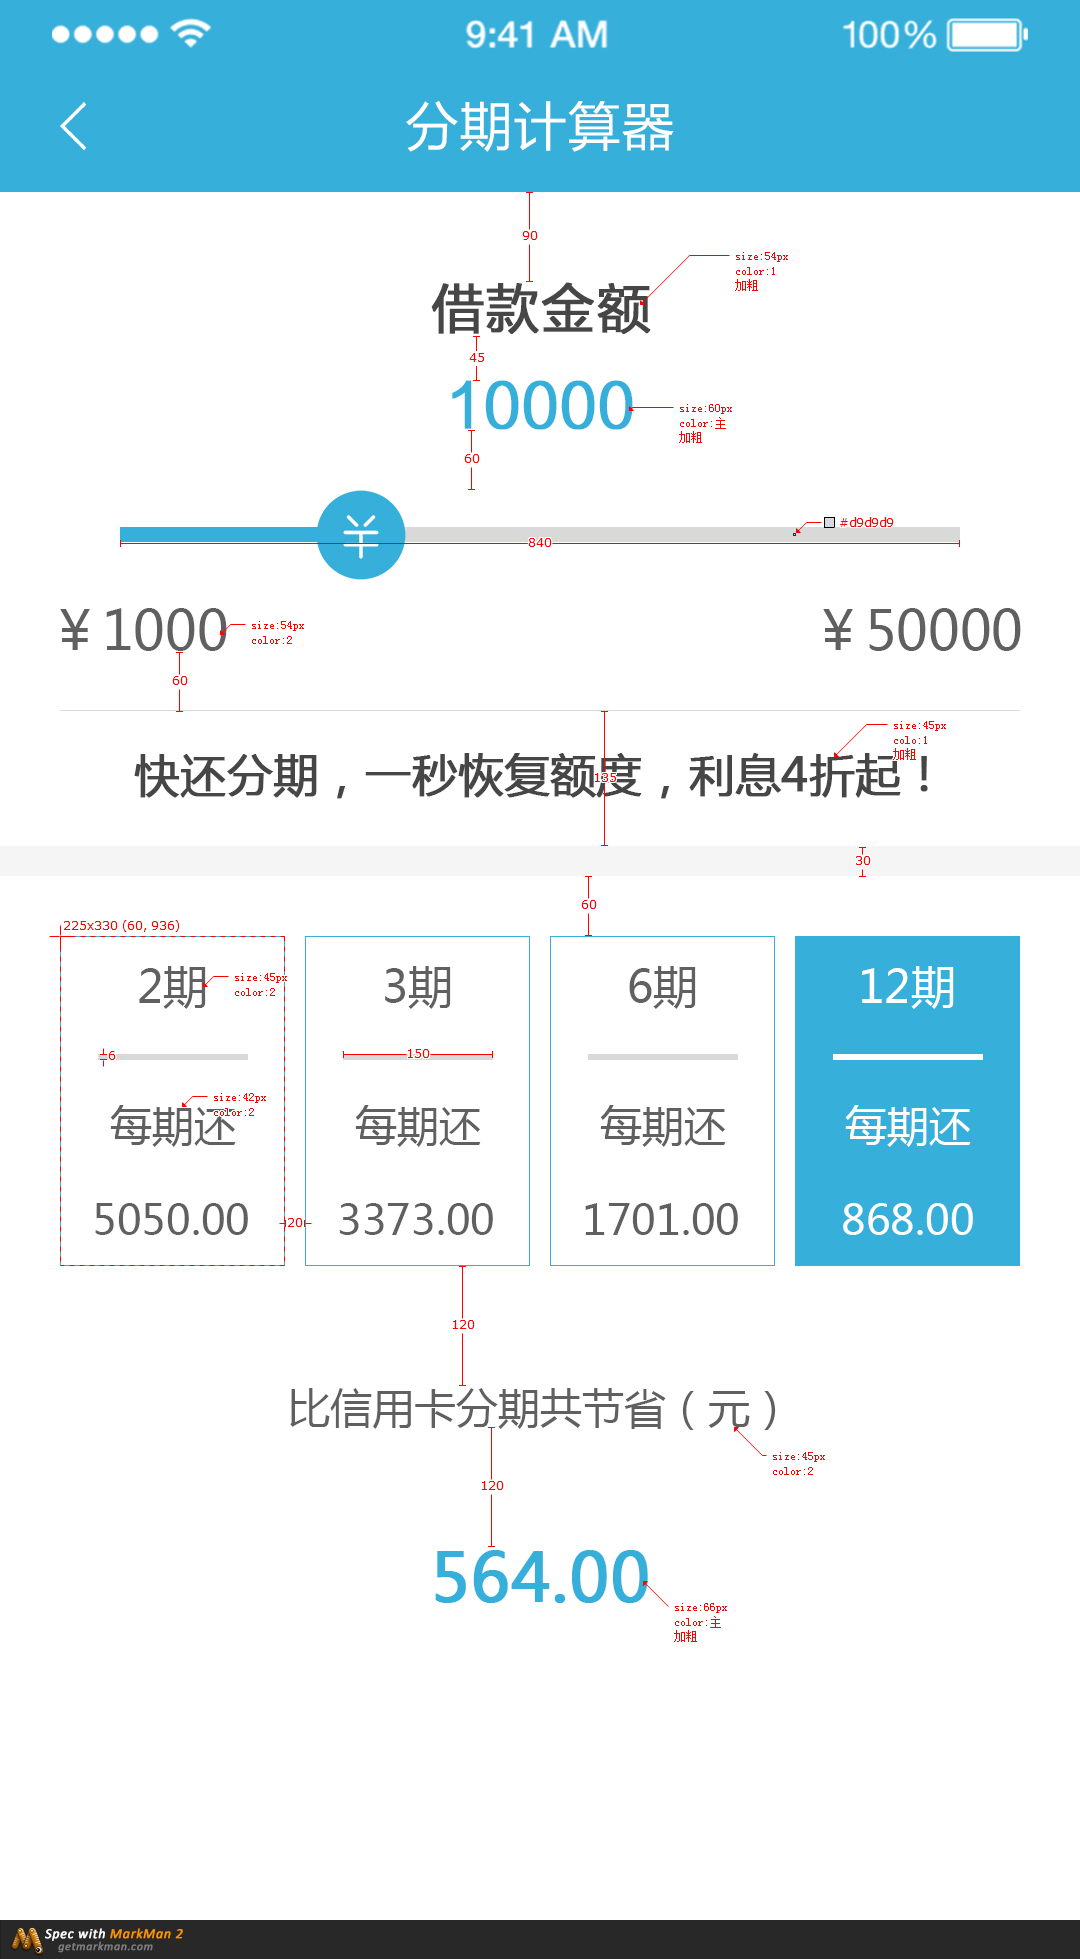 9:41 AM
100%
分期计算器
90
size:54px
color:1
加粗
借款金额
45
10000
size:60px
color:主
加粗
60
#d9d9d9
840
¥ 1000
size:54px
color:2
¥ 50000
60
size:45px
colo:1
加粗
快还分期，一秒恢复额度，利息4折起！
135
30
60
225x330 (60, 936)
2期
size:45px
color:2
3期
6期
12期
6
150
size:42px
color:2
每期还
每期还
每期还
每期还
5050.00
20
3373.00
1701.00
868.00
120
比信用卡分期共节省（元）
size:45px
color:2
120
564.00
size:66px
color:主
加粗
Spec with MarkMan 2
getmarkman.com